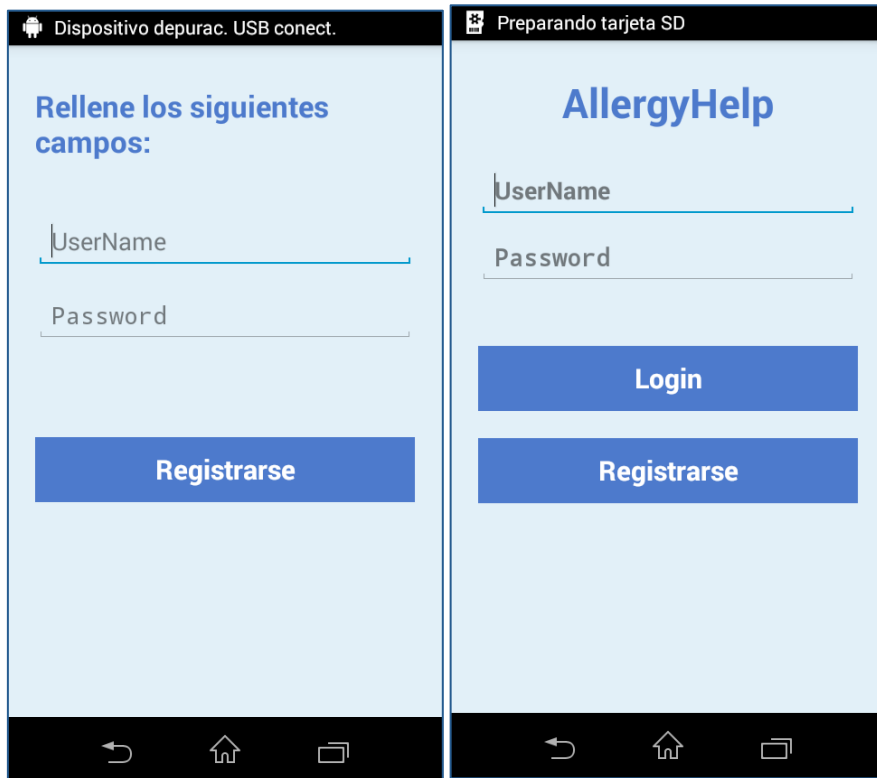 Dispositivo depurac. USB conect.
Rellene los siguientes
campos:
UserName
Password
Registrarse
Preparando tarjeta SD
AllergyHelp
UserName
Password
Login
Registrarse